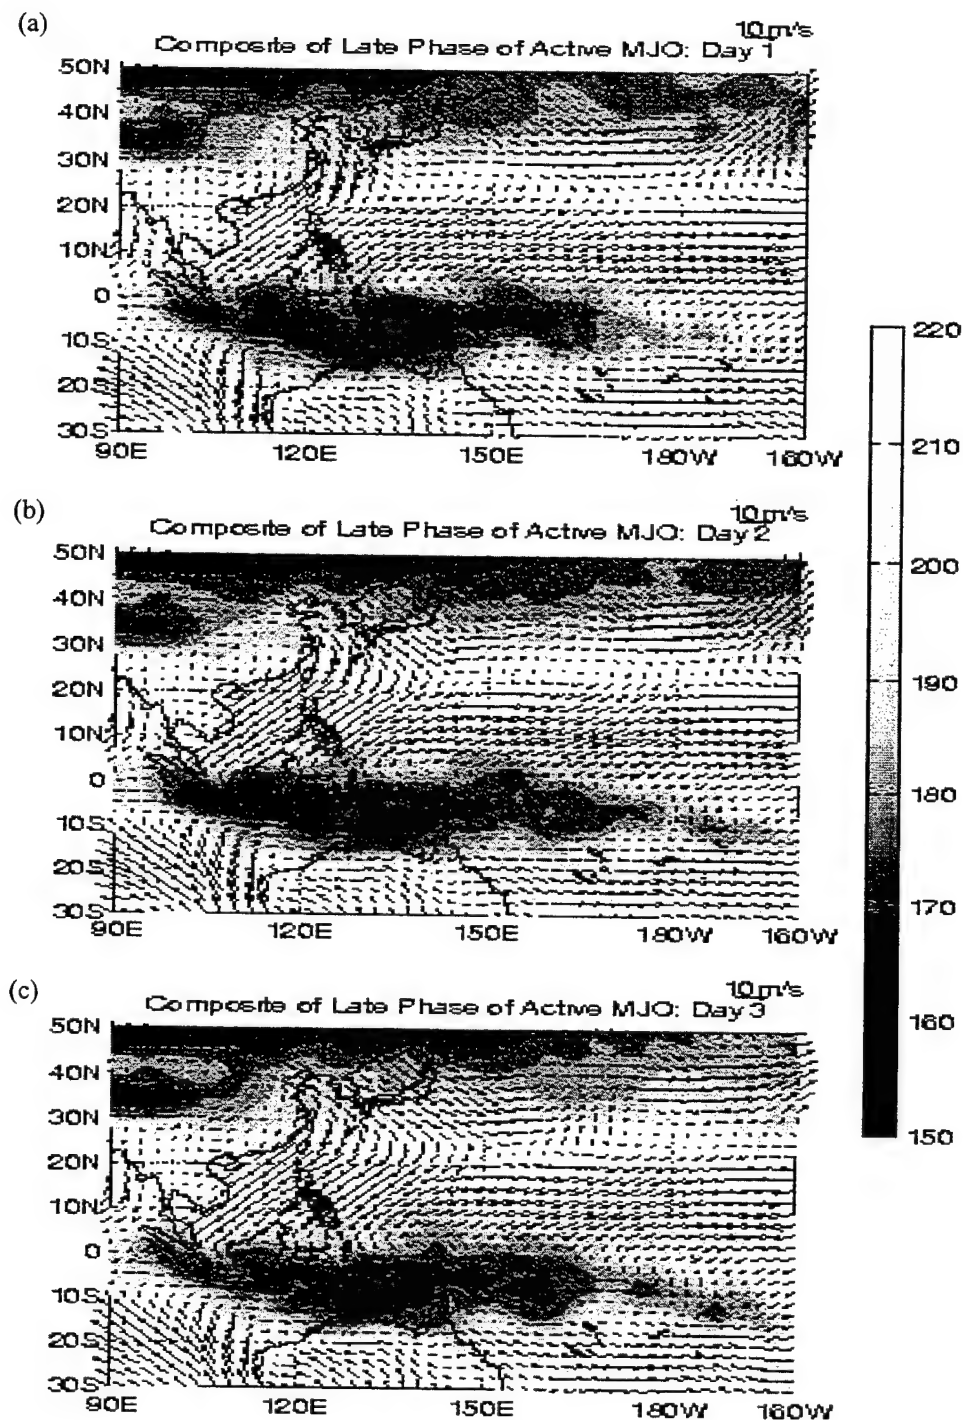 (a)
10 m/s
Composite of Late Phase of Active MJO: Day 1
50N
40N
30N
20N
10N
0
10S
20S
30S
90E 120E 150E 180W 160W
(b)
10 m/s
Composite of Late Phase of Active MJO: Day 2
50N
40N
30N
20N
10N
0
10S
20S
30S
90E 120E 150E 180W 160W
(c)
10 m/s
Composite of Late Phase of Active MJO: Day 3
50N
40N
30N
20N
10N
0
10S
20S
30S
90E 120E 150E 180W 160W
220
210
200
190
180
170
160
150